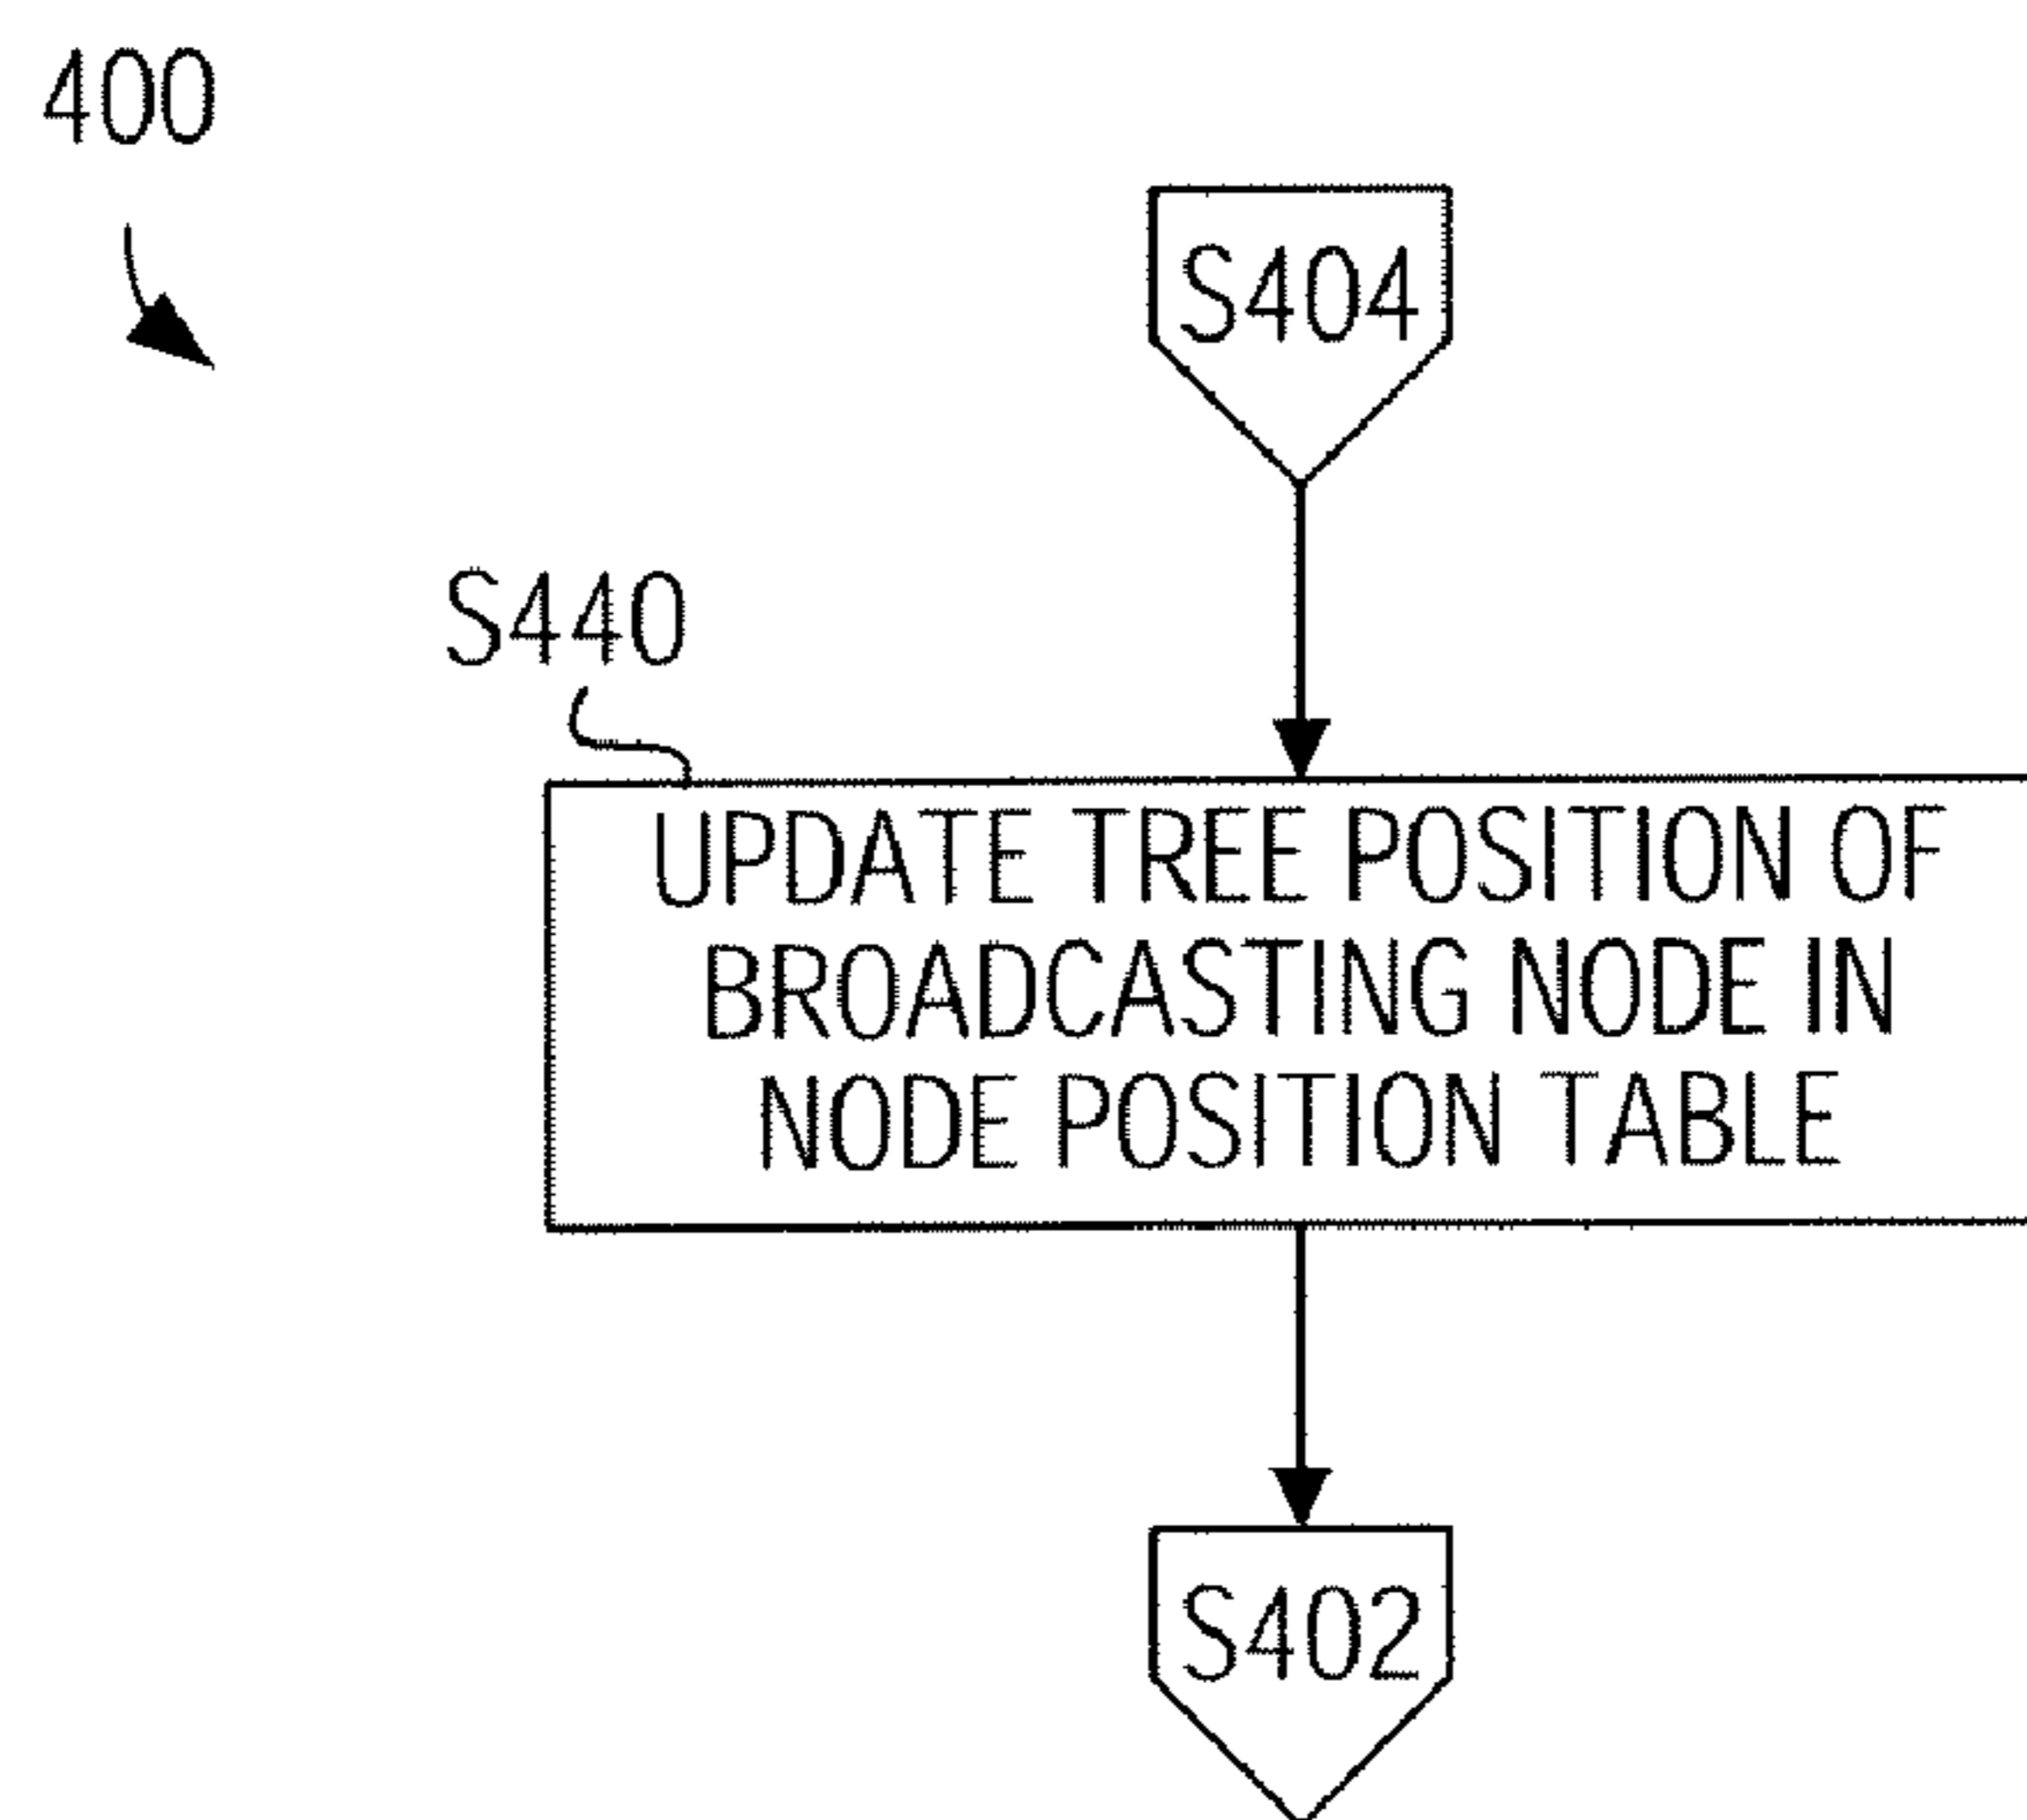 400
S404
S440
UPDATE TREE POSITION OF
BROADCASTING NODE IN
NODE POSITION TABLE
S402